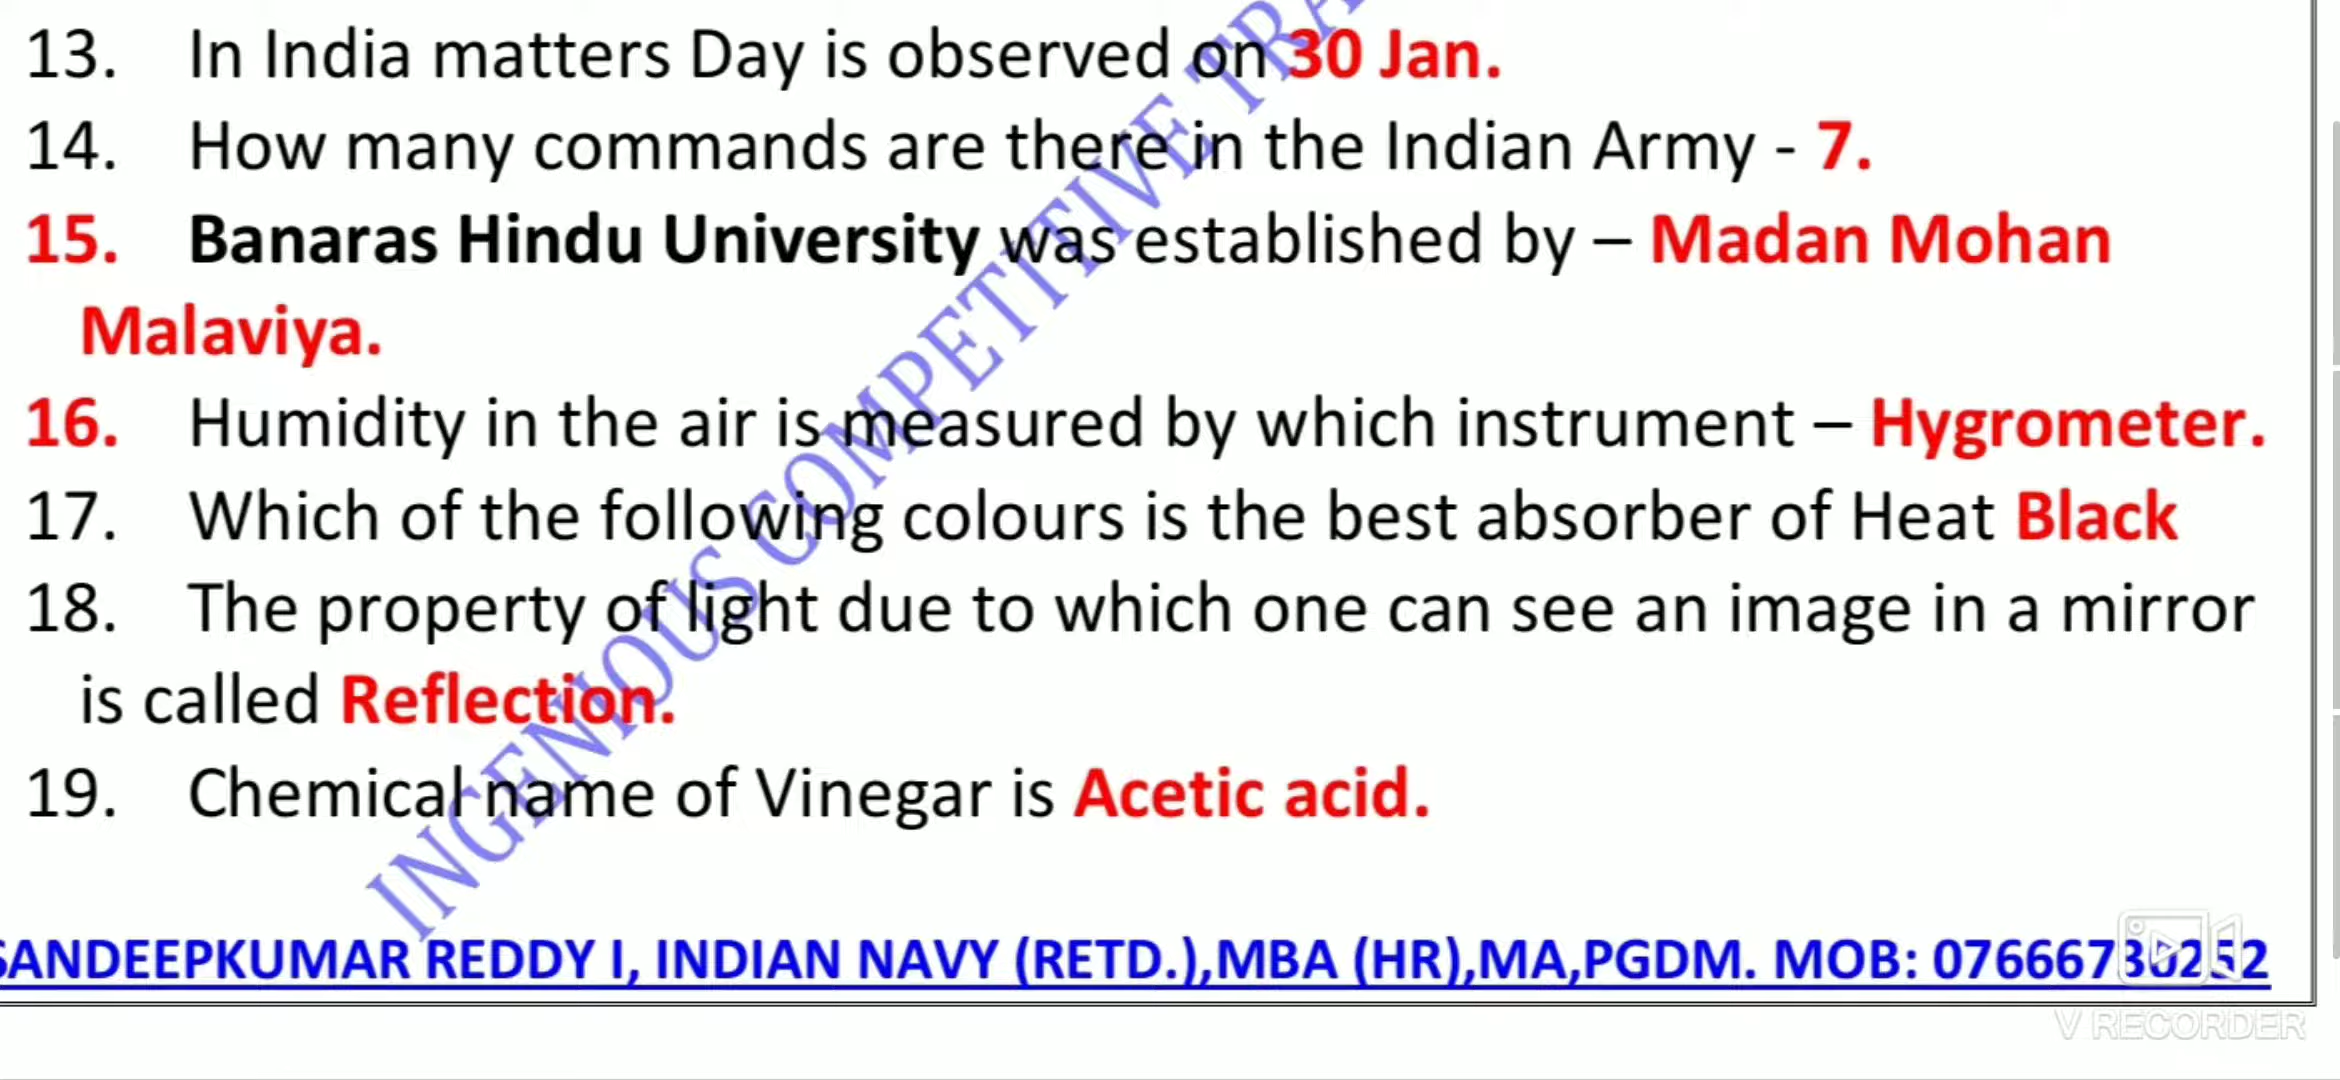 13. In India matters Day is observed on 30 Jan.
14. How many commands are there in the Indian Army - 7.
15. Banaras Hindu University was established by – Madan Mohan
Malaviya.
16. Humidity in the air is measured by which instrument – Hygrometer.
17. Which of the following colours is the best absorber of Heat Black
18. The property of light due to which one can see an image in a mirror
is called Reflection.
19. Chemical name of Vinegar is Acetic acid.
INGENIOUS COMPETITIVE TRA
SANDEEPKUMAR REDDY I, INDIAN NAVY (RETD.),MBA (HR),MA,PGDM. MOB: 07666730252
V RECORDER